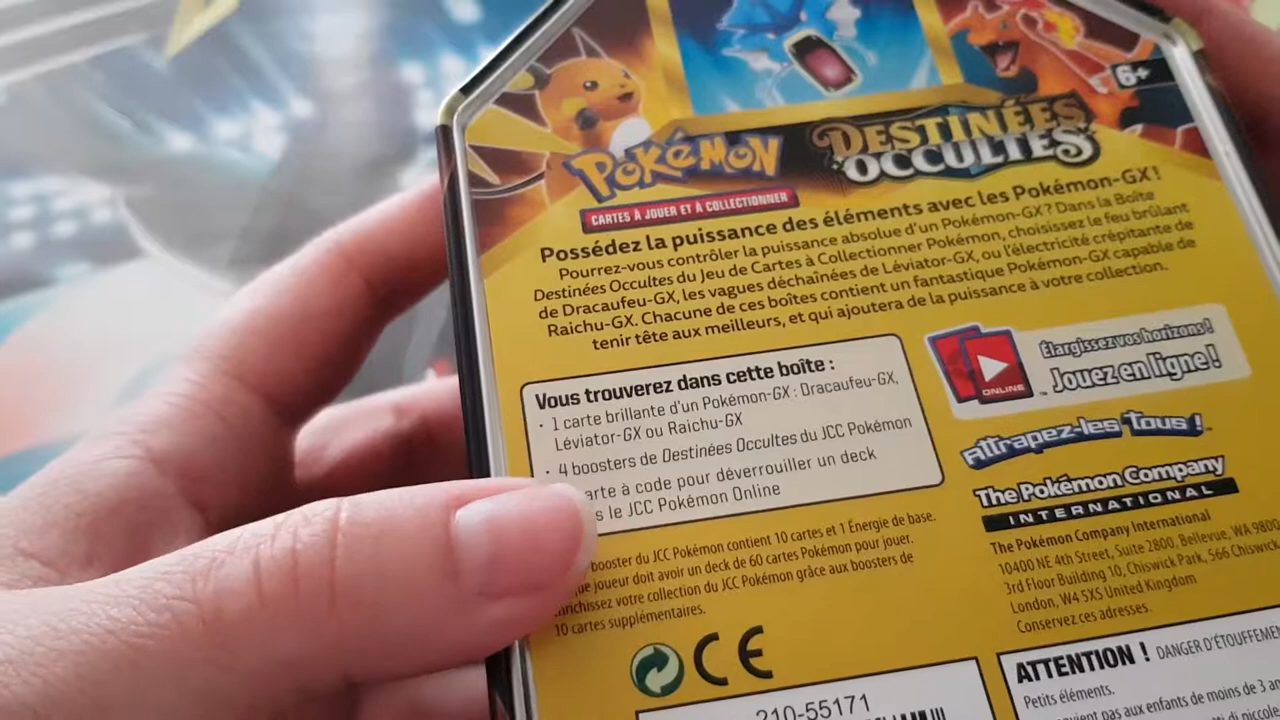 6+
POKéMON
DESTINÉES
OCCULTES
CARTES À JOUER ET À COLLECTIONNER
Possédez la puissance des éléments avec les Pokémon-GX !
Pourrez-vous contrôler la puissance absolue d'un Pokémon-GX ? Dans la Boîte
Destinées Occultes du Jeu de Cartes à Collectionner Pokémon, choisissez le feu brûlant
de Dracaufeu-GX, les vagues déchaînées de Léviator-GX, ou l'électricité crépitante de
Raichu-GX. Chacune de ces boîtes contient un fantastique Pokémon-GX capable de
tenir tête aux meilleurs, et qui ajoutera de la puissance à votre collection.
Vous trouverez dans cette boîte :
· 1 carte brillante d'un Pokémon-GX : Dracaufeu-GX,
Léviator-GX ou Raichu-GX
· 4 boosters de Destinées Occultes du JCC Pokémon
arte à code pour déverrouiller un deck
s le JCC Pokémon Online
ONLINE
Élargissez vos horizons !
Jouez en ligne !
Attrapez-les Tous !
The Pokémon Company
INTERNATIONAL
booster du JCC Pokémon contient 10 cartes et 1 Énergie de base.
ue joueur doit avoir un deck de 60 cartes Pokémon pour jouer.
nrichissez votre collection du JCC Pokémon grâce aux boosters de
10 cartes supplémentaires.
The Pokémon Company International
10400 NE 4th Street, Suite 2800, Bellevue, WA 9800
3rd Floor Building 10, Chiswick Park, 566 Chiswick
London, W4 5XS United Kingdom
Conservez ces adresses.
CE
210-55171
ATTENTION ! DANGER D'ÉTOUFFEMEN
Petits éléments.
vient pas aux enfants de moins de 3 an
ti di piccole